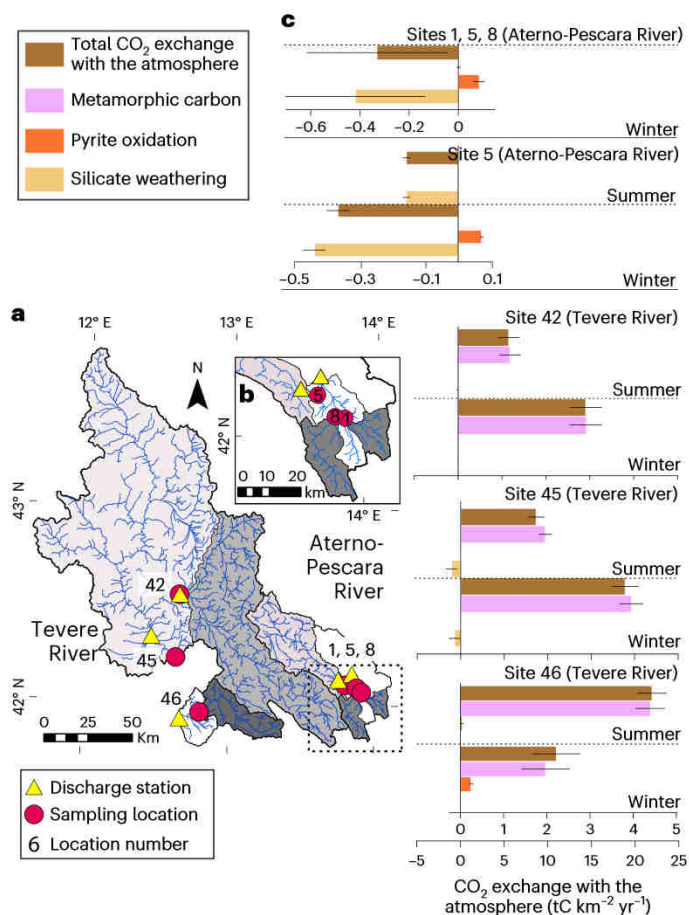 c
Total CO₂ exchange
with the atmosphere
Metamorphic carbon
Pyrite oxidation
Silicate weathering
Sites 1, 5, 8 (Aterno-Pescara River)
−0.6 −0.4 −0.2 0
Winter
Site 5 (Aterno-Pescara River)
Summer
−0.5 −0.3 −0.1 0.1
Winter
a
12° E 13° E 14° E
N
b
5
8 1
42° N
0 10 20
km
14° E
43° N
42° N
Aterno-
Pescara
River
42
Tevere
River
45
46
1, 5, 8
0 25 50
Km
Discharge station
Sampling location
6 Location number
Site 42 (Tevere River)
Summer
Winter
Site 45 (Tevere River)
Summer
Winter
Site 46 (Tevere River)
Summer
Winter
0 1 2 3 4 5
−5 0 5 10 15 20 25
CO₂ exchange with the
atmosphere (tC km⁻² yr⁻¹)